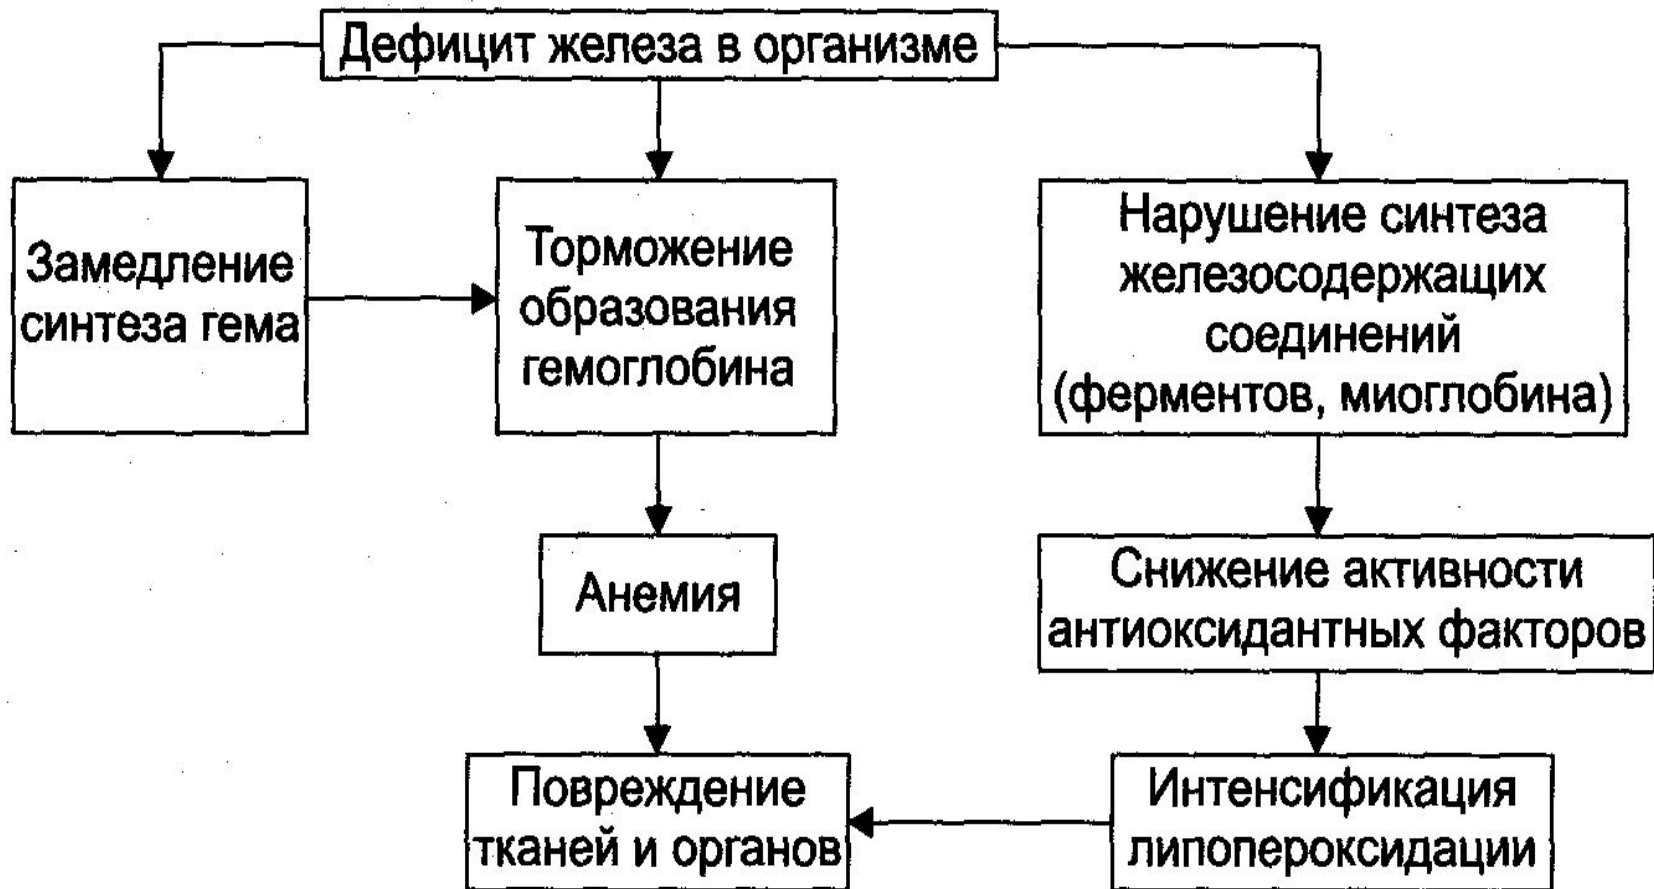 Дефицит железа в организме
Замедление
синтеза гема
Торможение
образования
гемоглобина
Нарушение синтеза
железосодержащих
соединений
(ферментов, миоглобина)
Анемия
Снижение активности
антиоксидантных факторов
Повреждение
тканей и органов
Интенсификация
липопероксидации